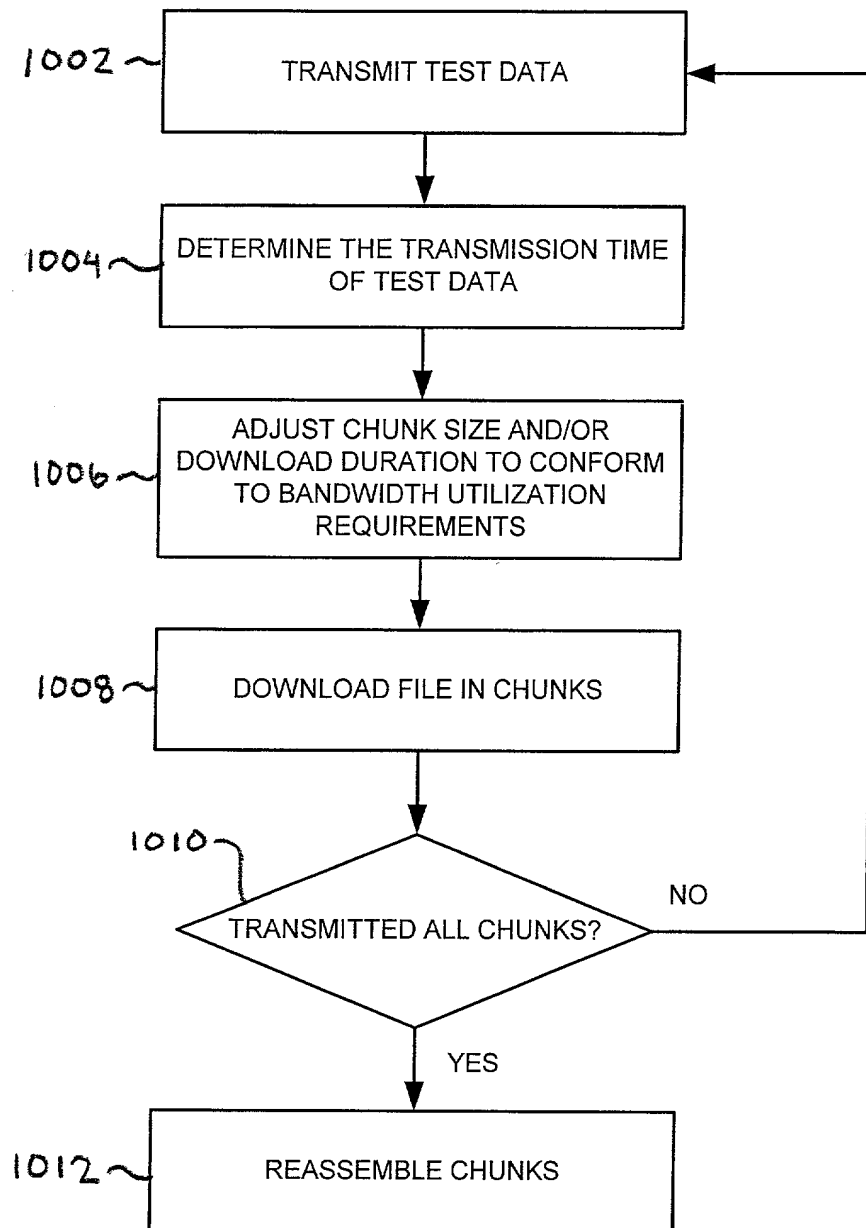 1002
TRANSMIT TEST DATA
1004
DETERMINE THE TRANSMISSION TIME
OF TEST DATA
1006
ADJUST CHUNK SIZE AND/OR
DOWNLOAD DURATION TO CONFORM
TO BANDWIDTH UTILIZATION
REQUIREMENTS
1008
DOWNLOAD FILE IN CHUNKS
1010
TRANSMITTED ALL CHUNKS?
NO
YES
1012
REASSEMBLE CHUNKS